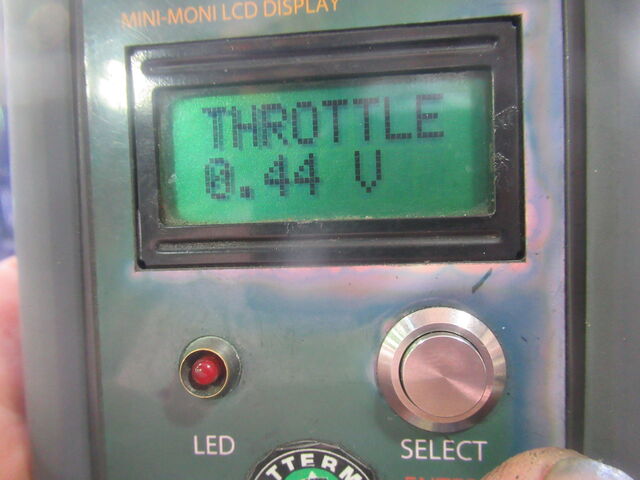 MINI-MONI LCD DISPLAY
THROTTLE
0.44 V
LED
SELECT